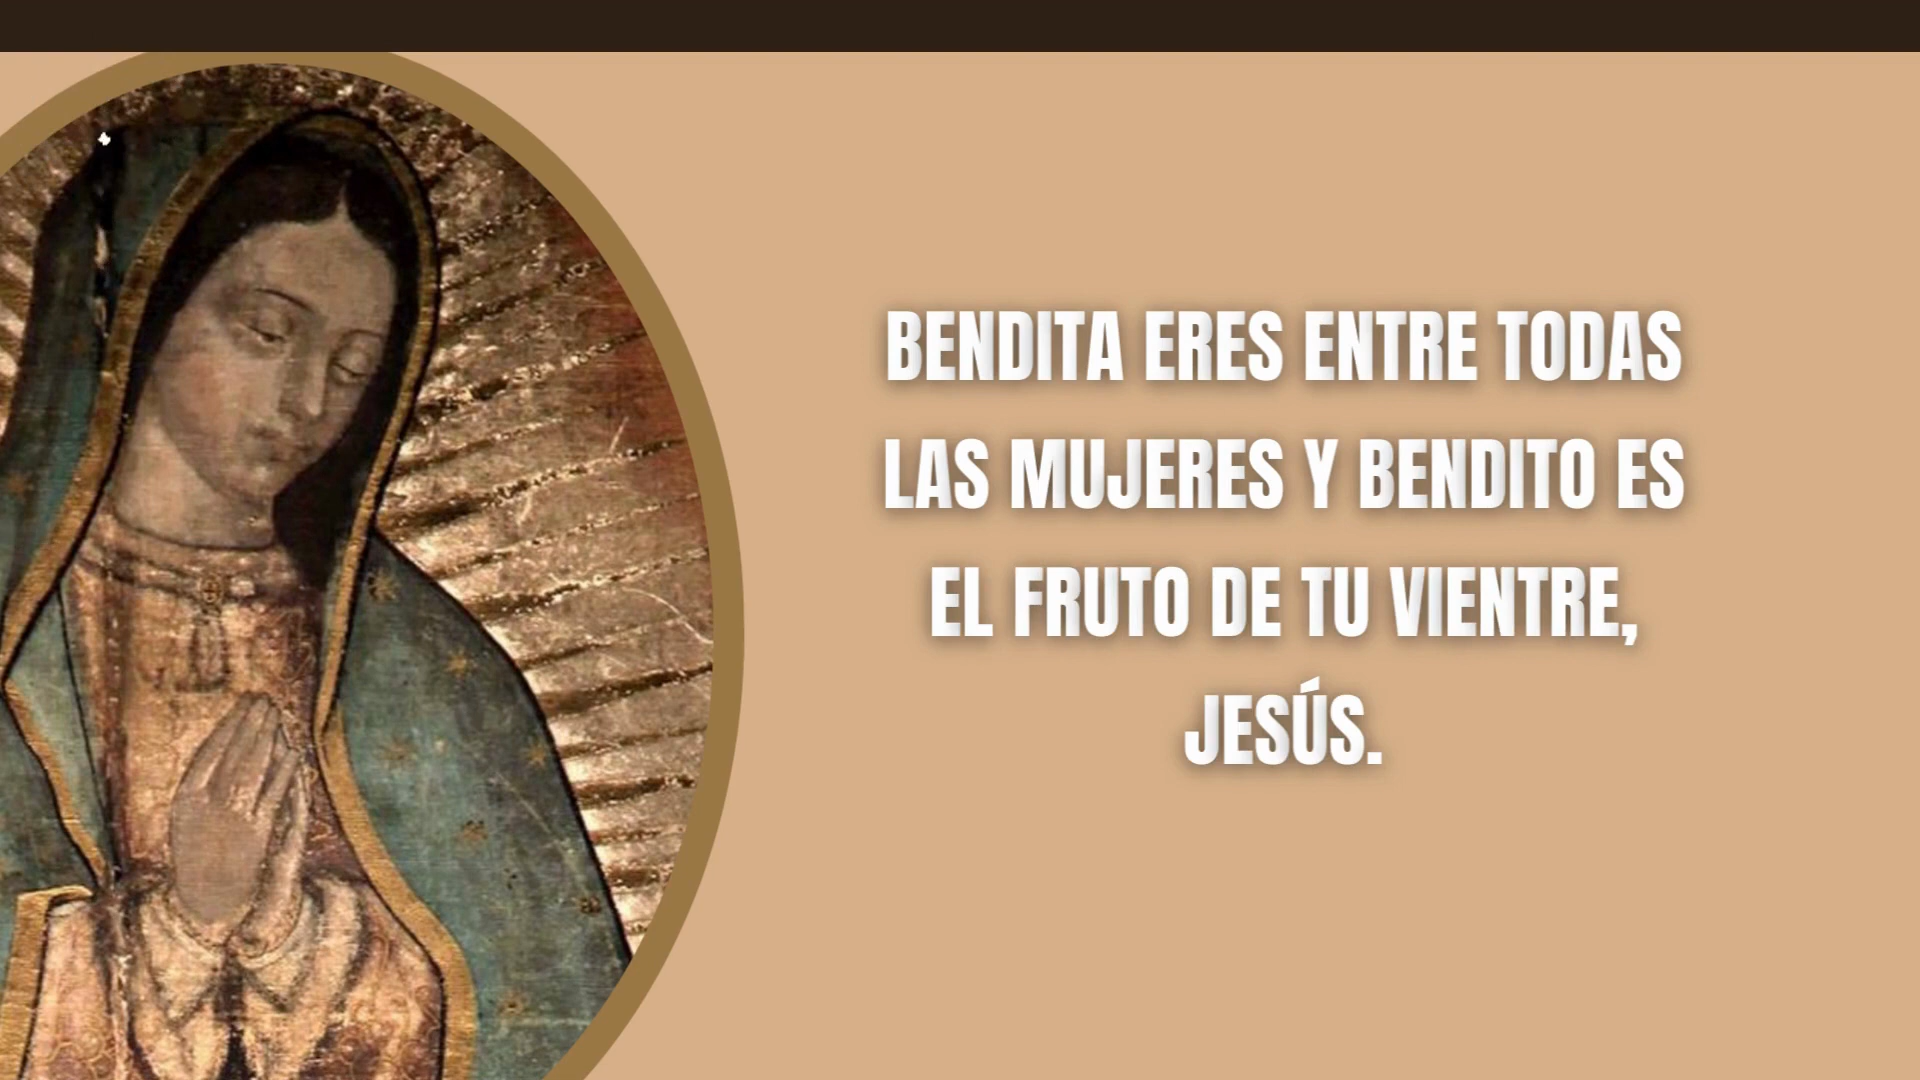 BENDITA ERES ENTRE TODAS
LAS MUJERES Y BENDITO ES
EL FRUTO DE TU VIENTRE,
JESÚS.